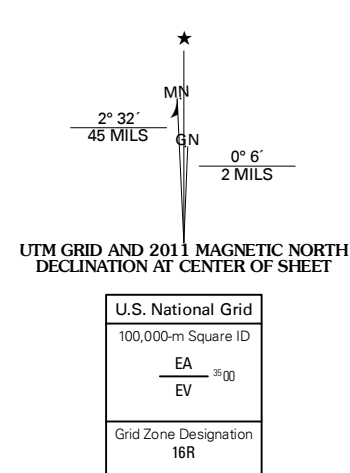 MN
2° 32´
45 MILS
GN
0° 6´
2 MILS
UTM GRID AND 2011 MAGNETIC NORTH
DECLINATION AT CENTER OF SHEET
U.S. National Grid
100,000-m Square ID
EA
3500
EV
Grid Zone Designation
16R